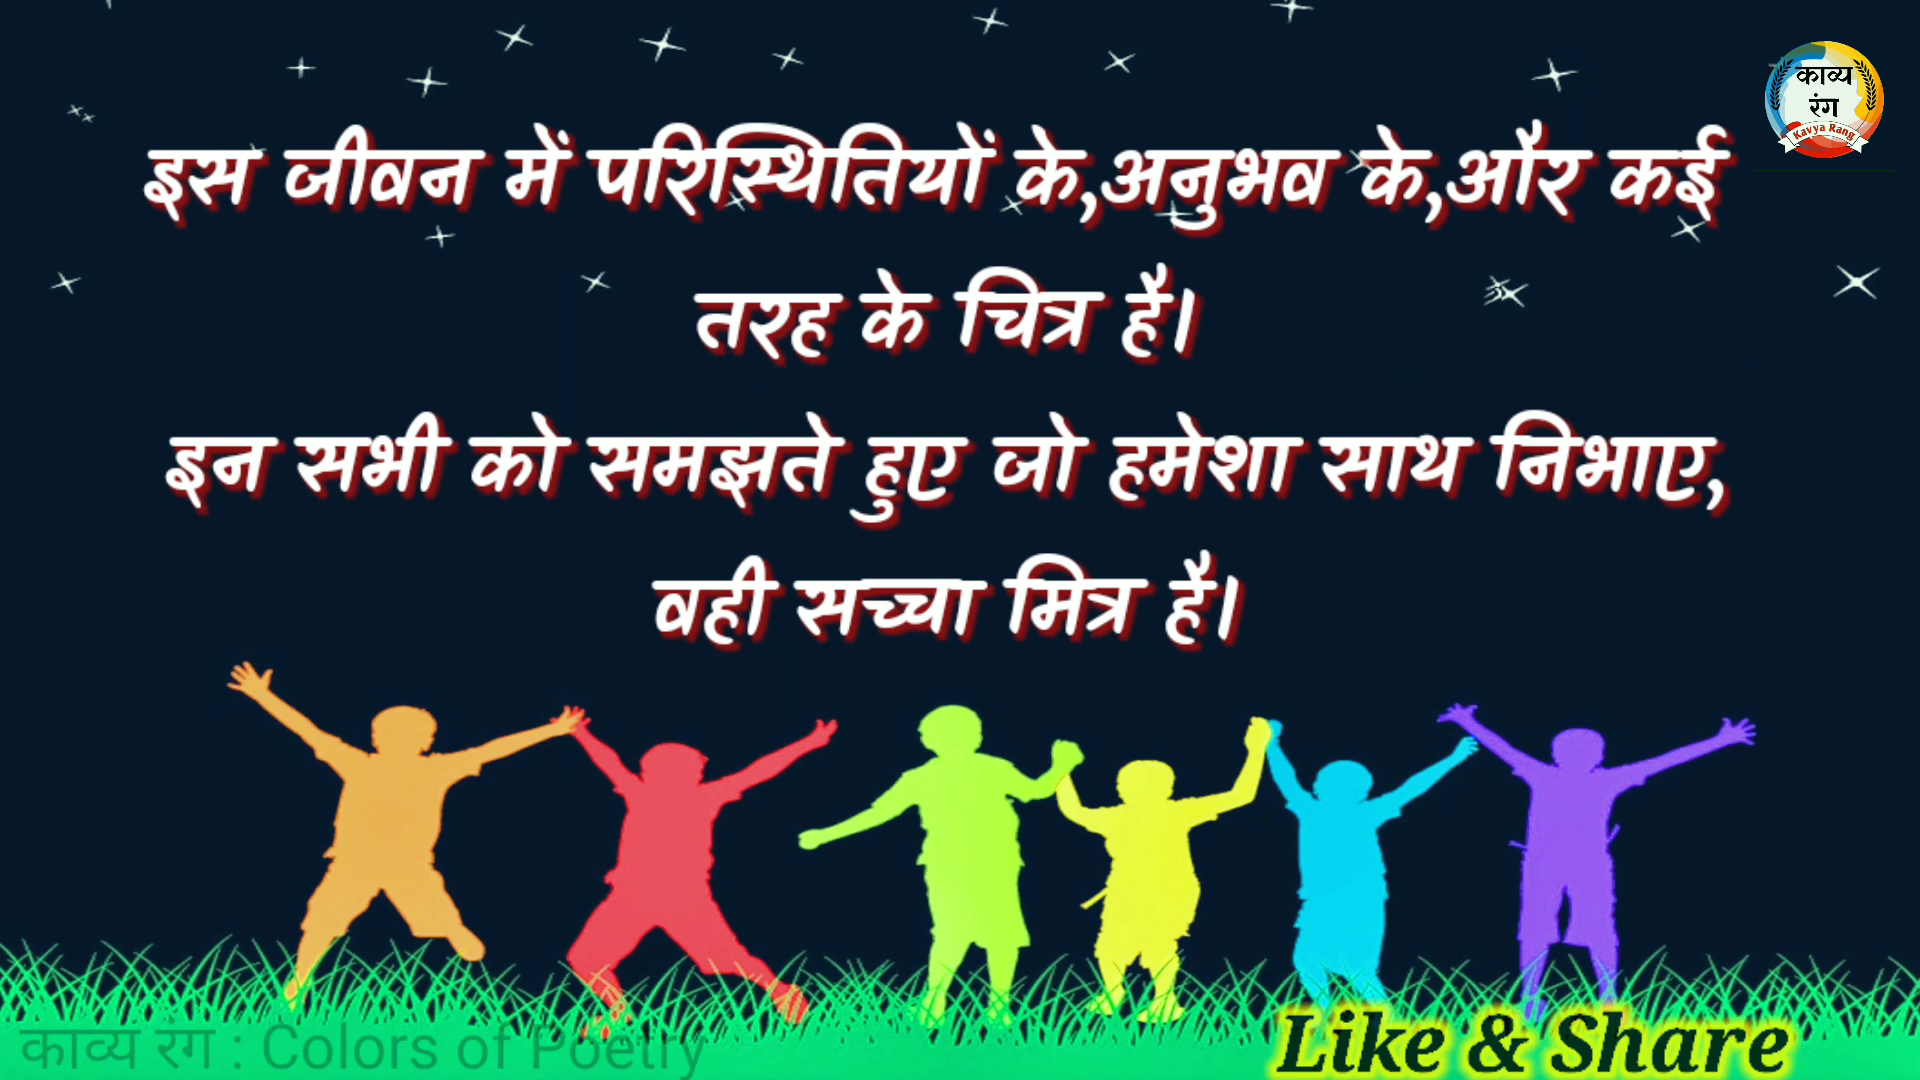 काव्य
रंग
Kavya Rang
इस जीवन में परिस्थितियों के,अनुभव के,और कई
तरह के चित्र है।
इन सभी को समझते हुए जो हमेशा साथ निभाए,
वही सच्चा मित्र है।
काव्य रंग : Colors of Poetry
Like & Share